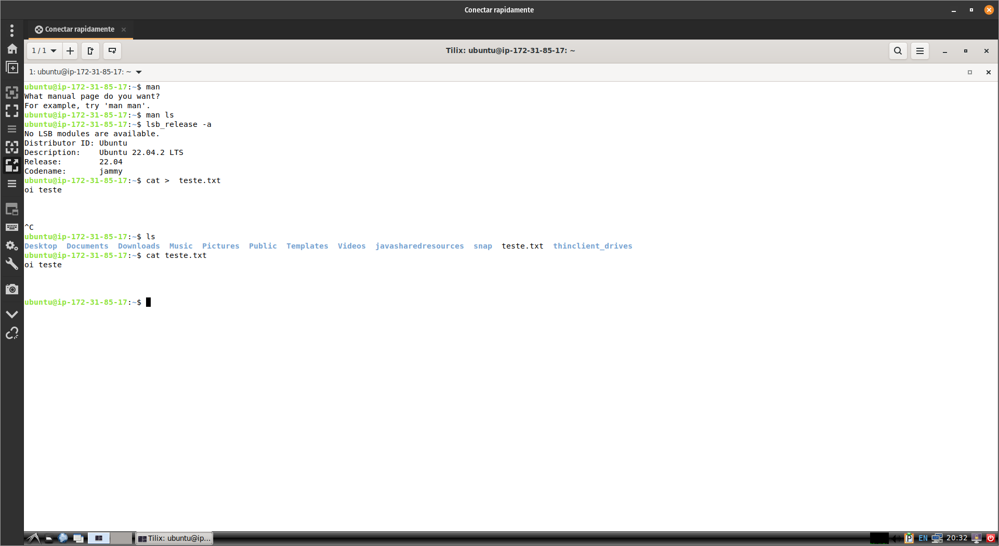 Conectar rapidamente
Conectar rapidamente
1 / 1
Tilix: ubuntu@ip-172-31-85-17: ~
1: ubuntu@ip-172-31-85-17: ~
ubuntu@ip-172-31-85-17:~$ man
What manual page do you want?
For example, try 'man man'.
ubuntu@ip-172-31-85-17:~$ man ls
ubuntu@ip-172-31-85-17:~$ lsb_release -a
No LSB modules are available.
Distributor ID: Ubuntu
Description:    Ubuntu 22.04.2 LTS
Release:        22.04
Codename:       jammy
ubuntu@ip-172-31-85-17:~$ cat >  teste.txt
oi teste
^C
ubuntu@ip-172-31-85-17:~$ ls
Desktop  Documents  Downloads  Music  Pictures  Public  Templates  Videos  javasharedresources  snap  teste.txt  thinclient_drives
ubuntu@ip-172-31-85-17:~$ cat teste.txt
oi teste
ubuntu@ip-172-31-85-17:~$
Tilix: ubuntu@ip... P EN 20:32